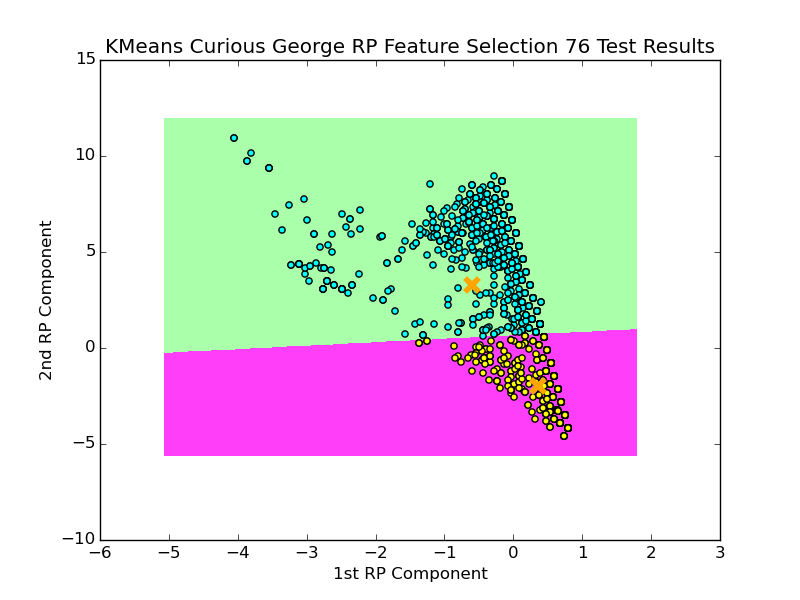 KMeans Curious George RP Feature Selection 76 Test Results
15
10
5
0
−5
−10
2nd RP Component
−6 −5 −4 −3 −2 −1 0 1 2 3
1st RP Component